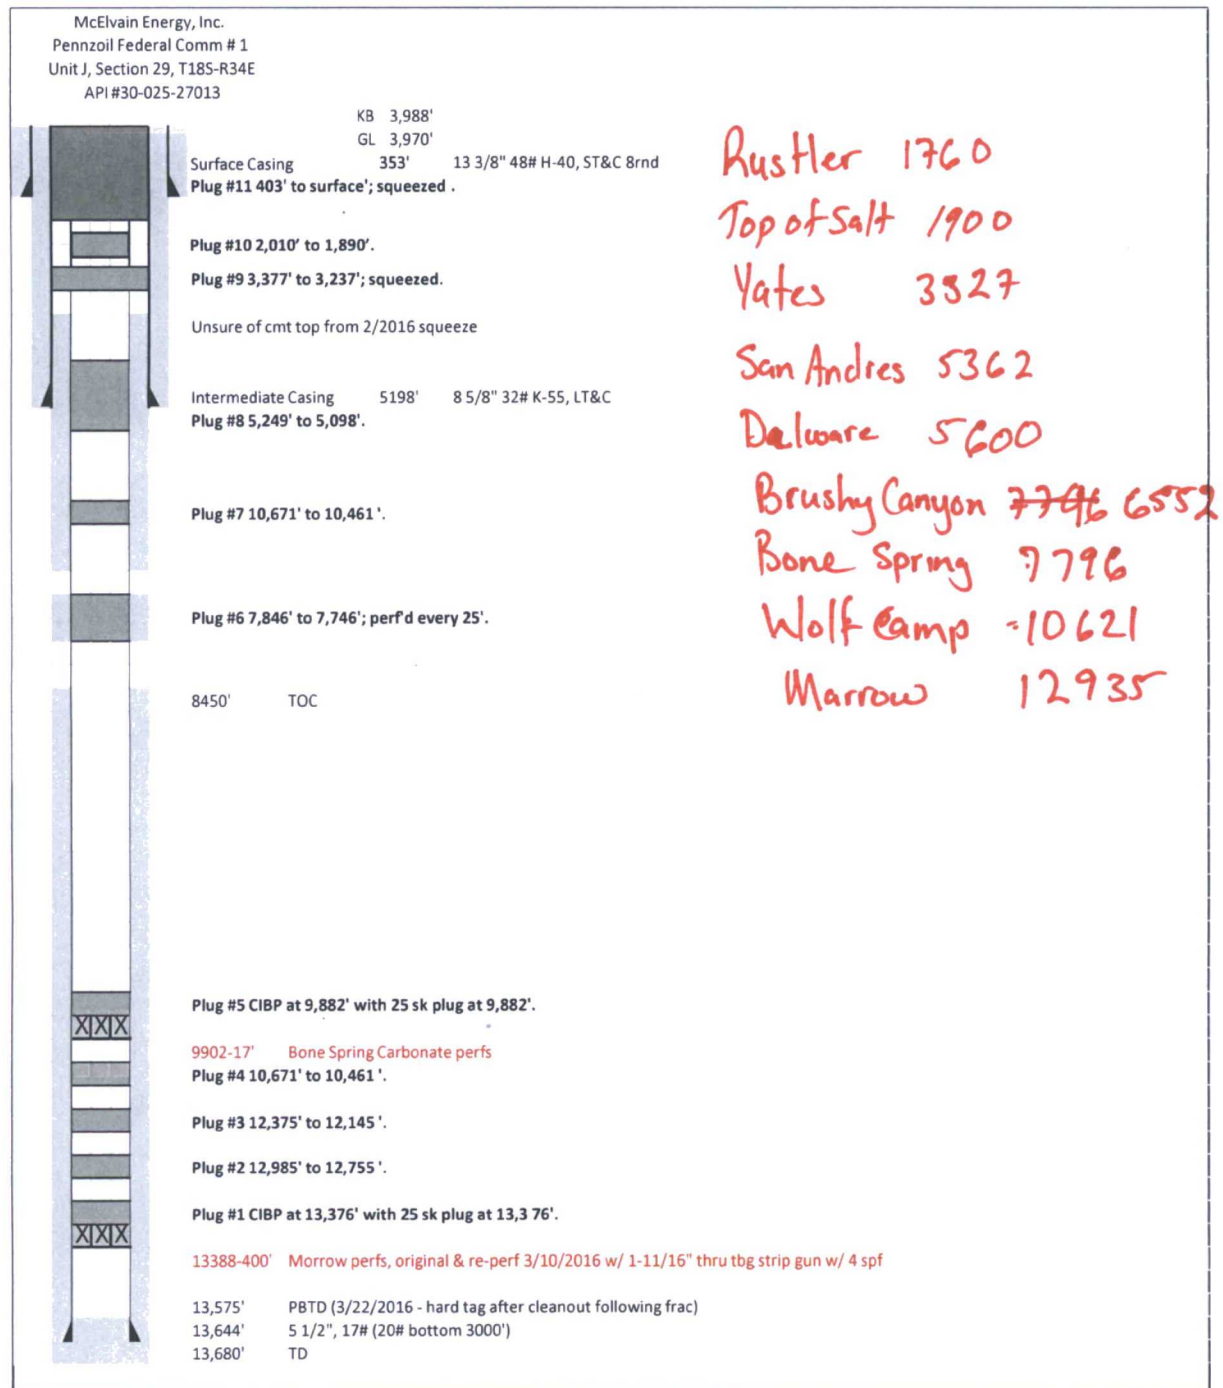 McElvain Energy, Inc.
Pennzoil Federal Comm # 1
Unit J, Section 29, T18S-R34E
API #30-025-27013
KB 3,988'
GL 3,970'
Surface Casing 353' 13 3/8" 48# H-40, ST&C 8rnd
Plug #11 403' to surface'; squeezed .
Plug #10 2,010' to 1,890'.
Plug #9 3,377' to 3,237'; squeezed.
Unsure of cmt top from 2/2016 squeeze
Intermediate Casing 5198' 8 5/8" 32# K-55, LT&C
Plug #8 5,249' to 5,098'.
Plug #7 10,671' to 10,461 '.
Plug #6 7,846' to 7,746'; perf'd every 25'.
8450' TOC
Plug #5 CIBP at 9,882' with 25 sk plug at 9,882'.
XXX
9902-17' Bone Spring Carbonate perfs
Plug #4 10,671' to 10,461 '.
Plug #3 12,375' to 12,145 '.
Plug #2 12,985' to 12,755 '.
Plug #1 CIBP at 13,376' with 25 sk plug at 13,3 76'.
XXX
13388-400' Morrow perfs, original & re-perf 3/10/2016 w/ 1-11/16" thru tbg strip gun w/ 4 spf
13,575' PBTD (3/22/2016 - hard tag after cleanout following frac)
13,644' 5 1/2", 17# (20# bottom 3000')
13,680' TD
Rustler 1760
Top of Salt 1900
Yates 3327
San Andres 5362
Delware 5600
Brushy Canyon 6552
Bone Spring 7796
Wolf Camp -10621
Marrow 12935